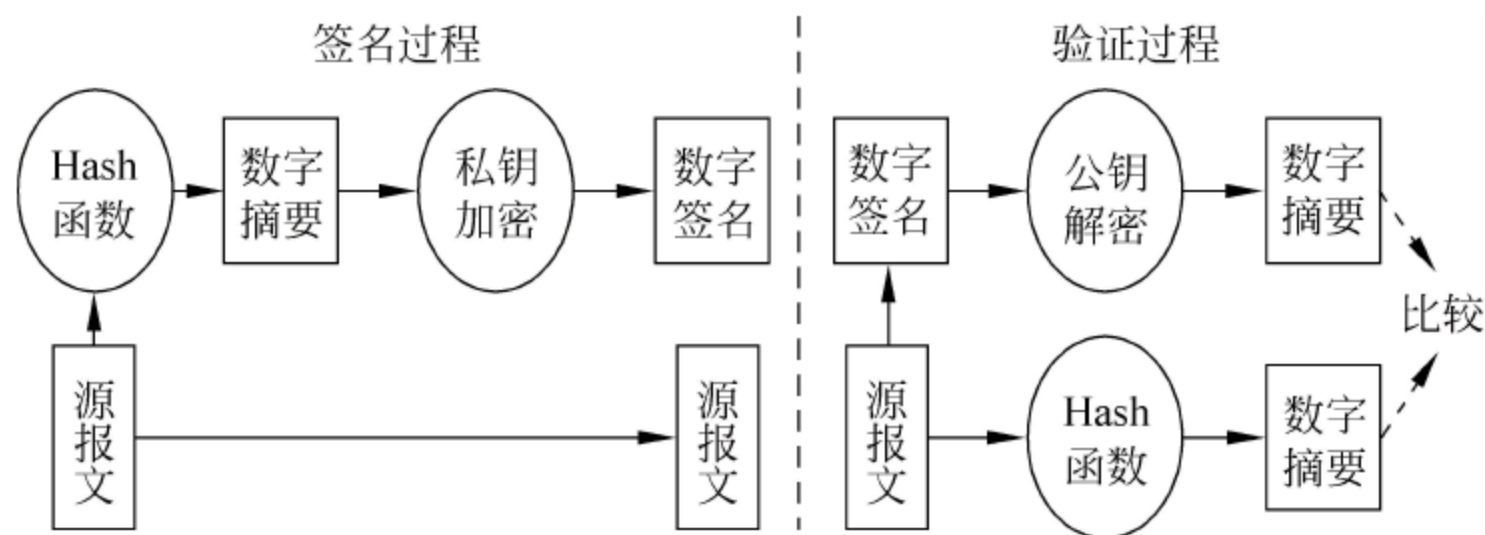 签名过程
验证过程
Hash
函数
数字
摘要
私钥
加密
数字
签名
数字
签名
公钥
解密
数字
摘要
比较
源
报
文
源
报
文
源
报
文
Hash
函数
数字
摘要